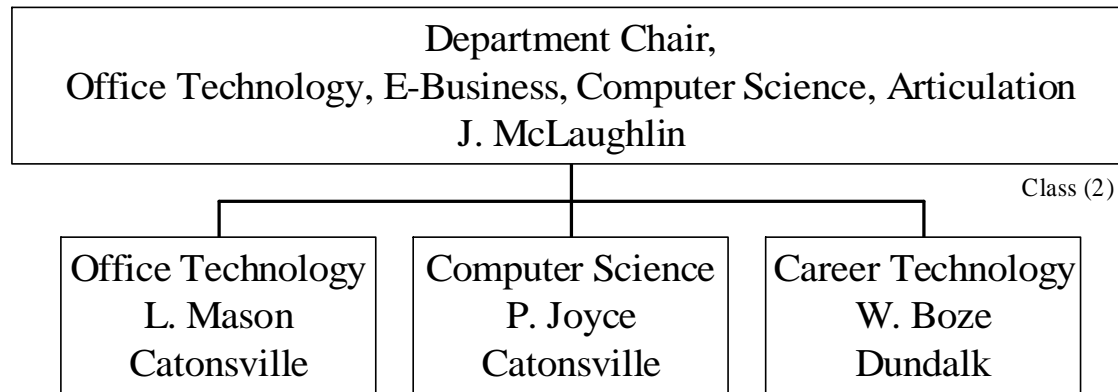 Department Chair,
Office Technology, E-Business, Computer Science, Articulation
J. McLaughlin
Class (2)
Office Technology
L. Mason
Catonsville
Computer Science
P. Joyce
Catonsville
Career Technology
W. Boze
Dundalk